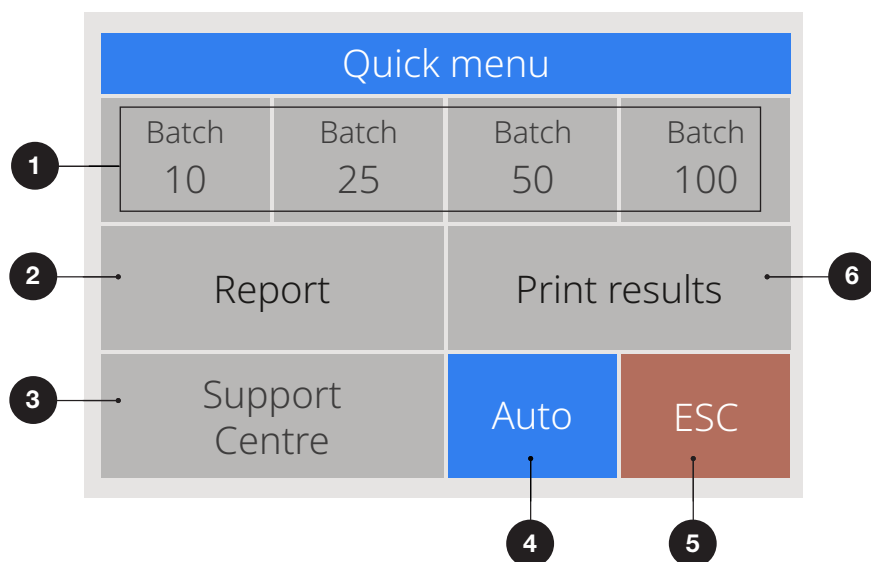 Quick menu
Batch Batch Batch Batch
1
10 25 50 100
2
Report Print results
6
3
Support
Centre
Auto ESC
4 5